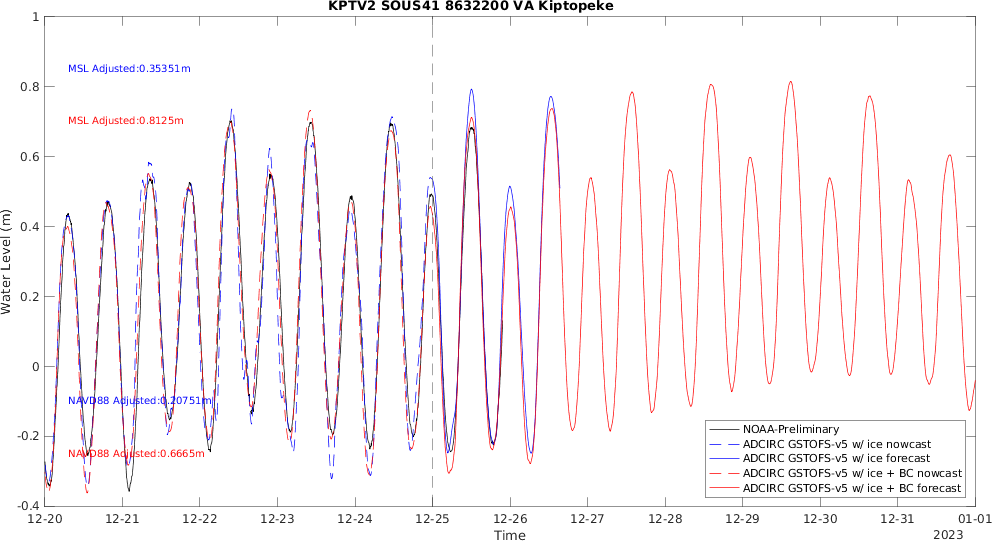 KPTV2 SOUS41 8632200 VA Kiptopeke
1
0.8
0.6
0.4
0.2
0
-0.2
-0.4
Water Level (m)
MSL Adjusted:0.35351m
MSL Adjusted:0.8125m
NAVD88 Adjusted:0.20751m
NAVD88 Adjusted:0.6665m
NOAA-Preliminary
ADCIRC GSTOFS-v5 w/ ice nowcast
ADCIRC GSTOFS-v5 w/ ice forecast
ADCIRC GSTOFS-v5 w/ ice + BC nowcast
ADCIRC GSTOFS-v5 w/ ice + BC forecast
12-20 12-21 12-22 12-23 12-24 12-25 12-26 12-27 12-28 12-29 12-30 12-31 01-01
Time
2023